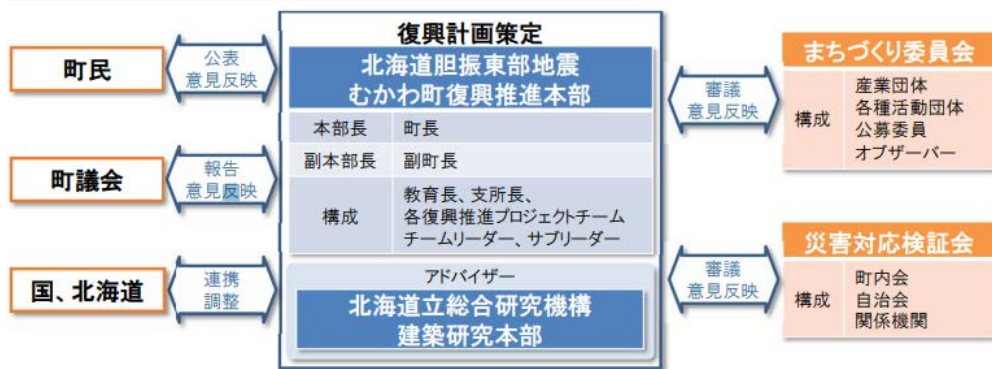 町民
公表
意見反映
町議会
報告
意見反映
国、北海道
連携
調整
復興計画策定
北海道胆振東部地震
むかわ町復興推進本部
本部長 町長
副本部長 副町長
構成 教育長、支所長、
各復興推進プロジェクトチーム
チームリーダー、サブリーダー
アドバイザー
北海道立総合研究機構
建築研究本部
審議
意見反映
まちづくり委員会
構成 産業団体
各種活動団体
公募委員
オブザーバー
審議
意見反映
災害対応検証会
構成 町内会
自治会
関係機関